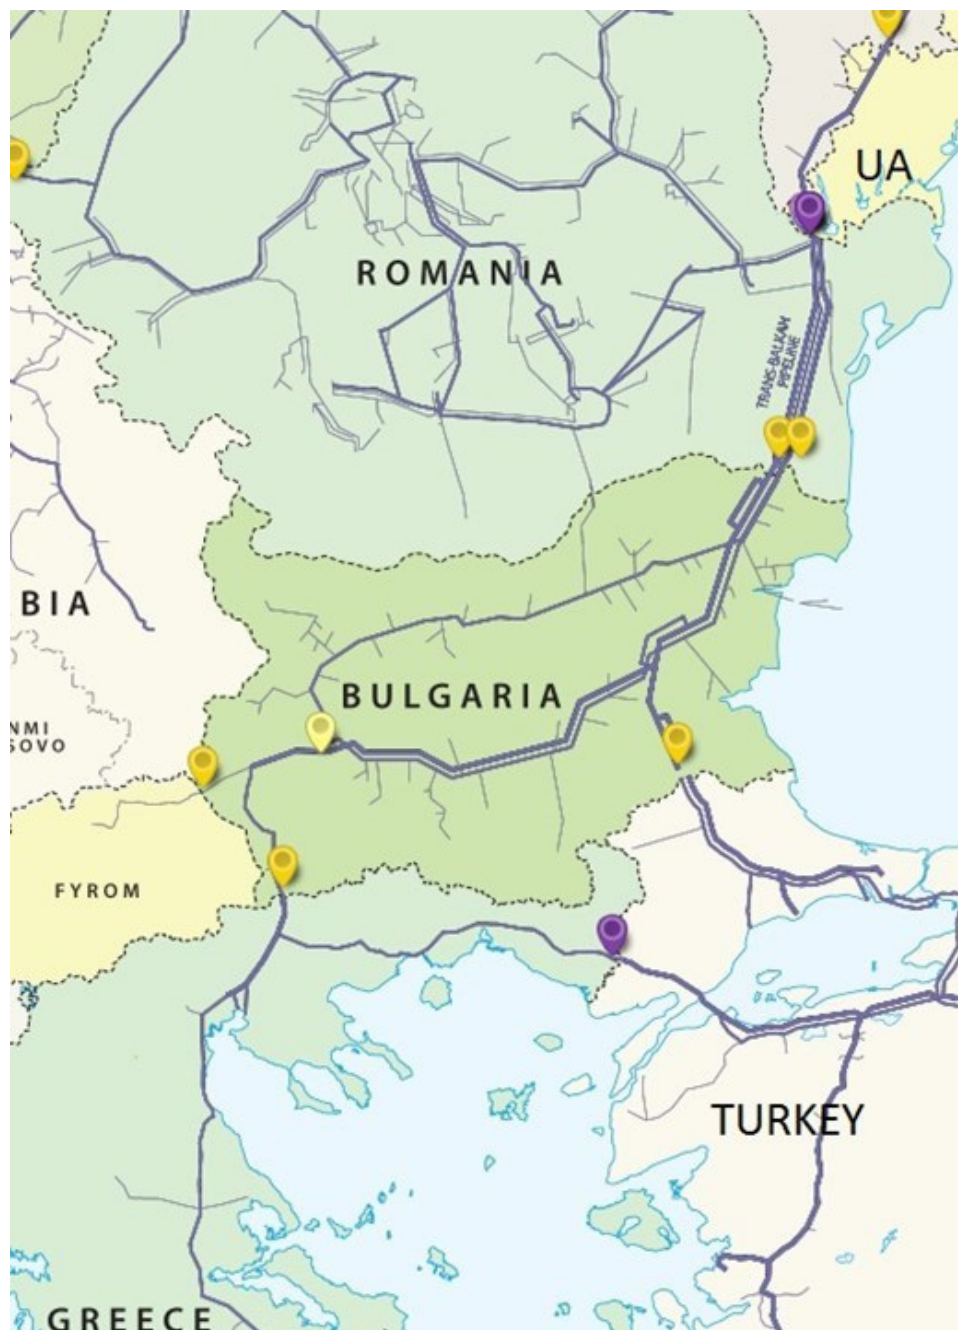 UA
ROMANIA
TRANS-BALKAN
PIPELINE
BIA
BULGARIA
NMI
SOVO
FYROM
TURKEY
GREECE